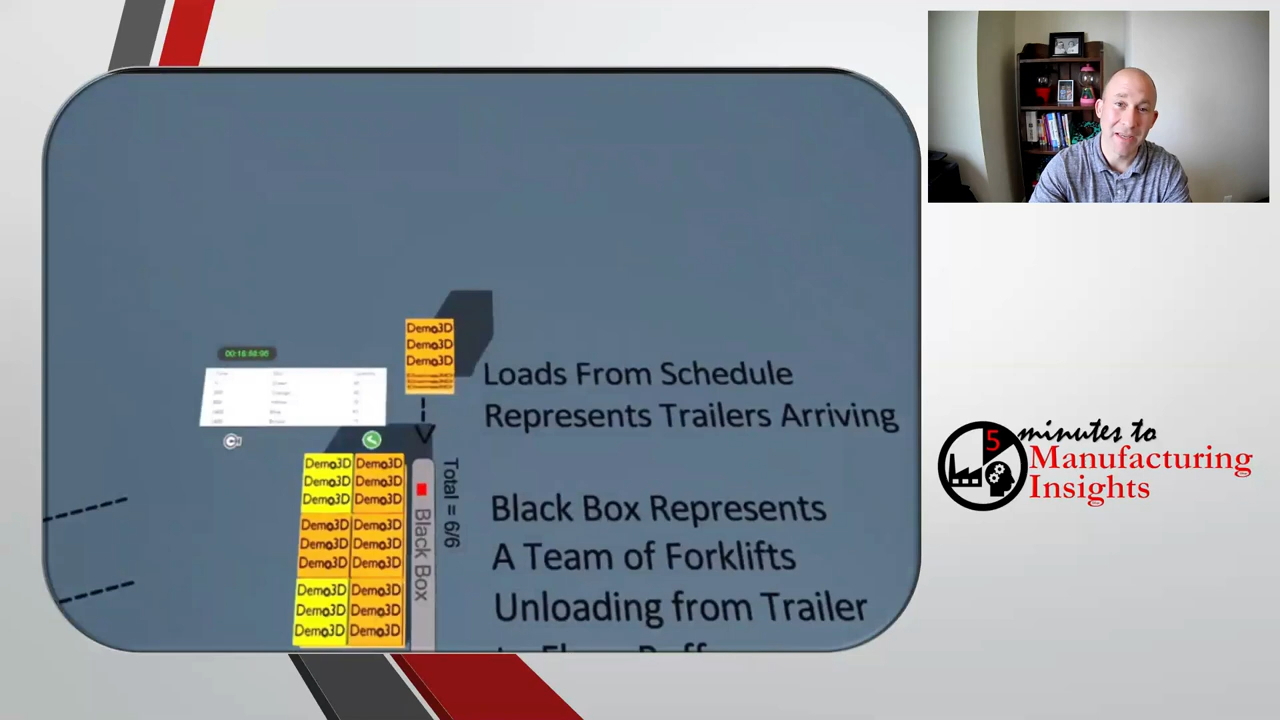 Demo3D
Demo3D
Demo3D
00:16:
Loads From Schedule
Represents Trailers Arriving
Demo3D Demo3D
Demo3D Demo3D
Demo3D Demo3D
Demo3D Demo3D
Demo3D Demo3D
Demo3D Demo3D
Demo3D Demo3D
Demo3D Demo3D
Demo3D Demo3D
Black Box
Total = 6/6
Black Box Represents
A Team of Forklifts
Unloading from Trailer
5 minutes to
Manufacturing
Insights